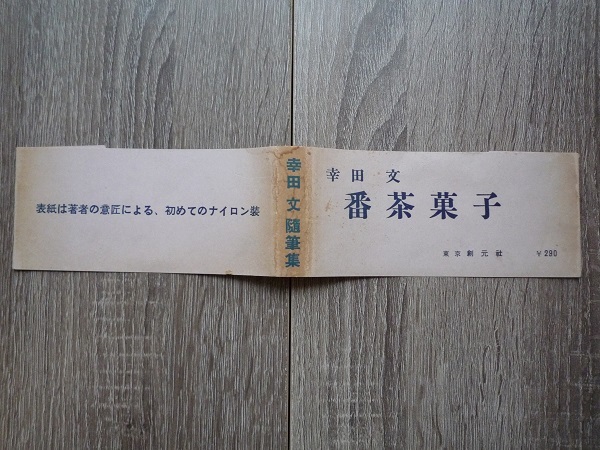 幸田 文
番茶菓子
東京創元社 ¥290
幸田 文 随筆集
表紙は著者の意匠による、初めてのナイロン装